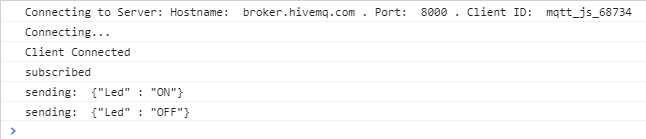 Connecting to Server: Hostname:  broker.hivemq.com . Port:  8000 . Client ID:  mqtt_js_68734
Connecting...
Client Connected
subscribed
sending:  {"Led" : "ON"}
sending:  {"Led" : "OFF"}
>